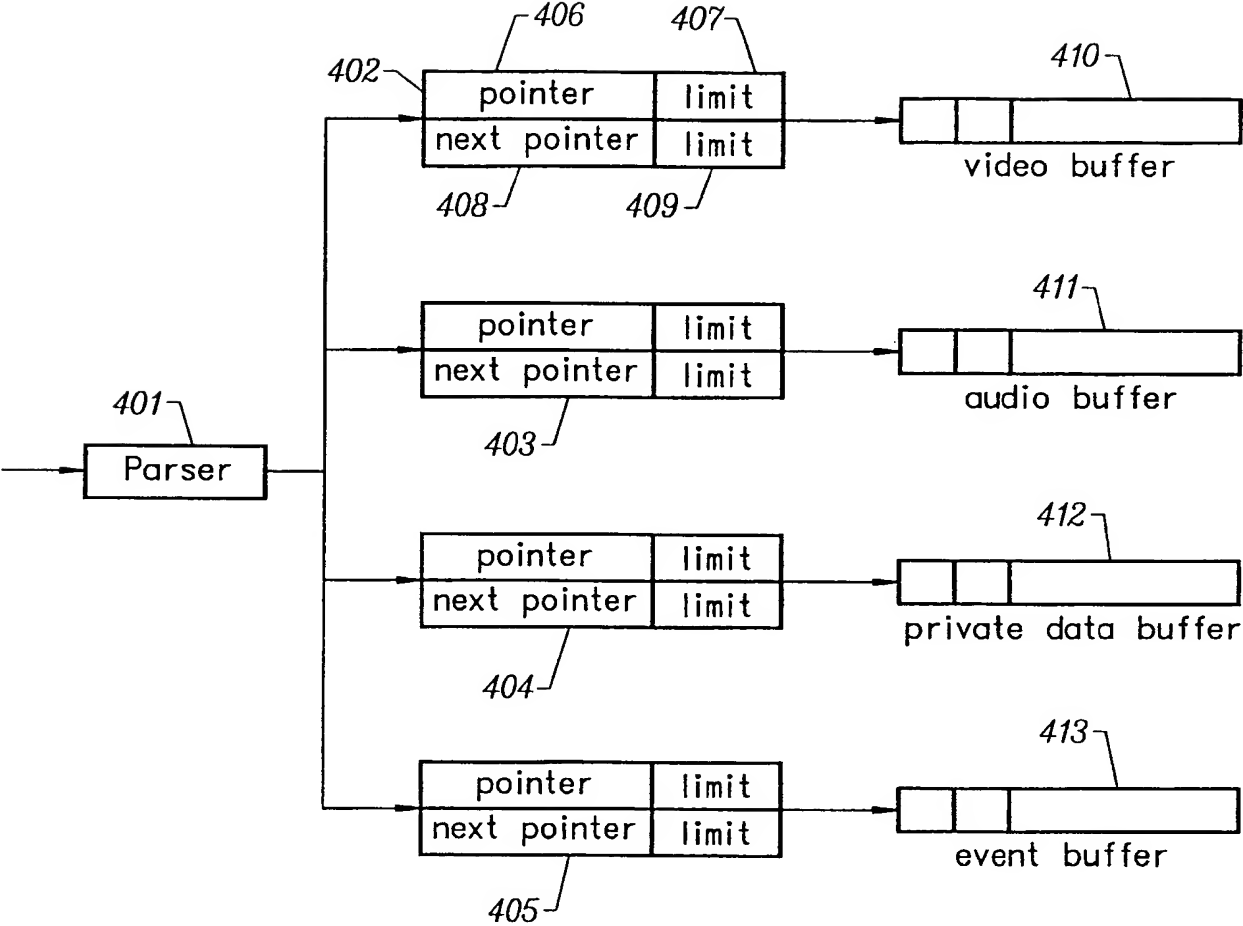 406
407
410
402
pointer
limit
next pointer
limit
video buffer
408
409
411
pointer
limit
next pointer
limit
audio buffer
401
403
Parser
412
pointer
limit
next pointer
limit
private data buffer
404
413
pointer
limit
next pointer
limit
event buffer
405